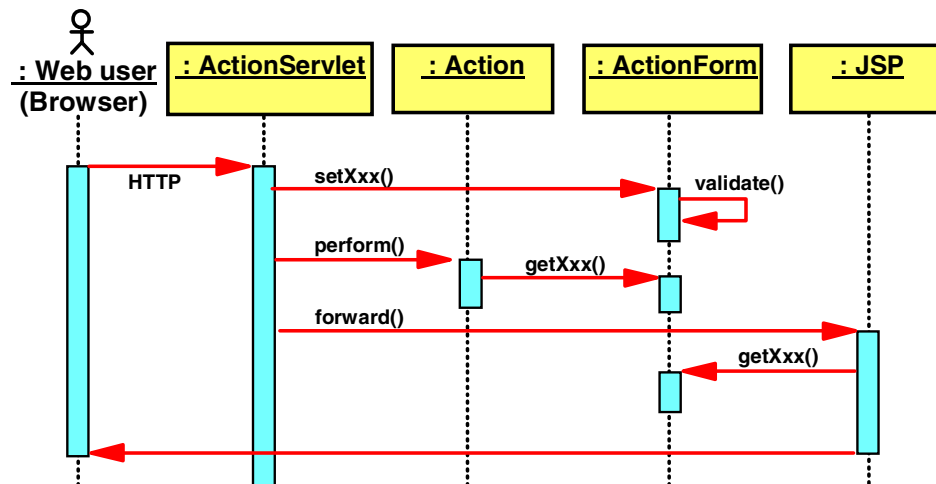 : Web user
(Browser)
: ActionServlet
: Action
: ActionForm
: JSP
HTTP
setXxx()
validate()
perform()
getXxx()
forward()
getXxx()